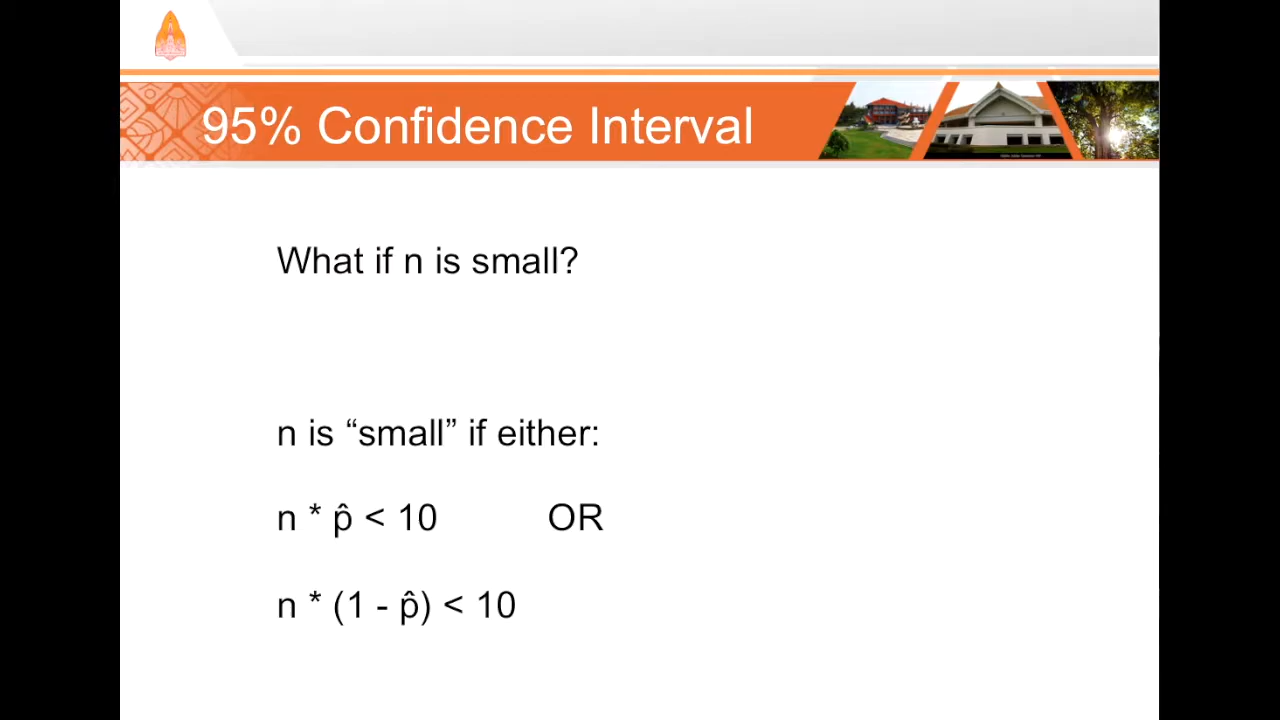 95% Confidence Interval
What if n is small?
n is “small” if either:
n * p̂ < 10 OR
n * (1 - p̂) < 10